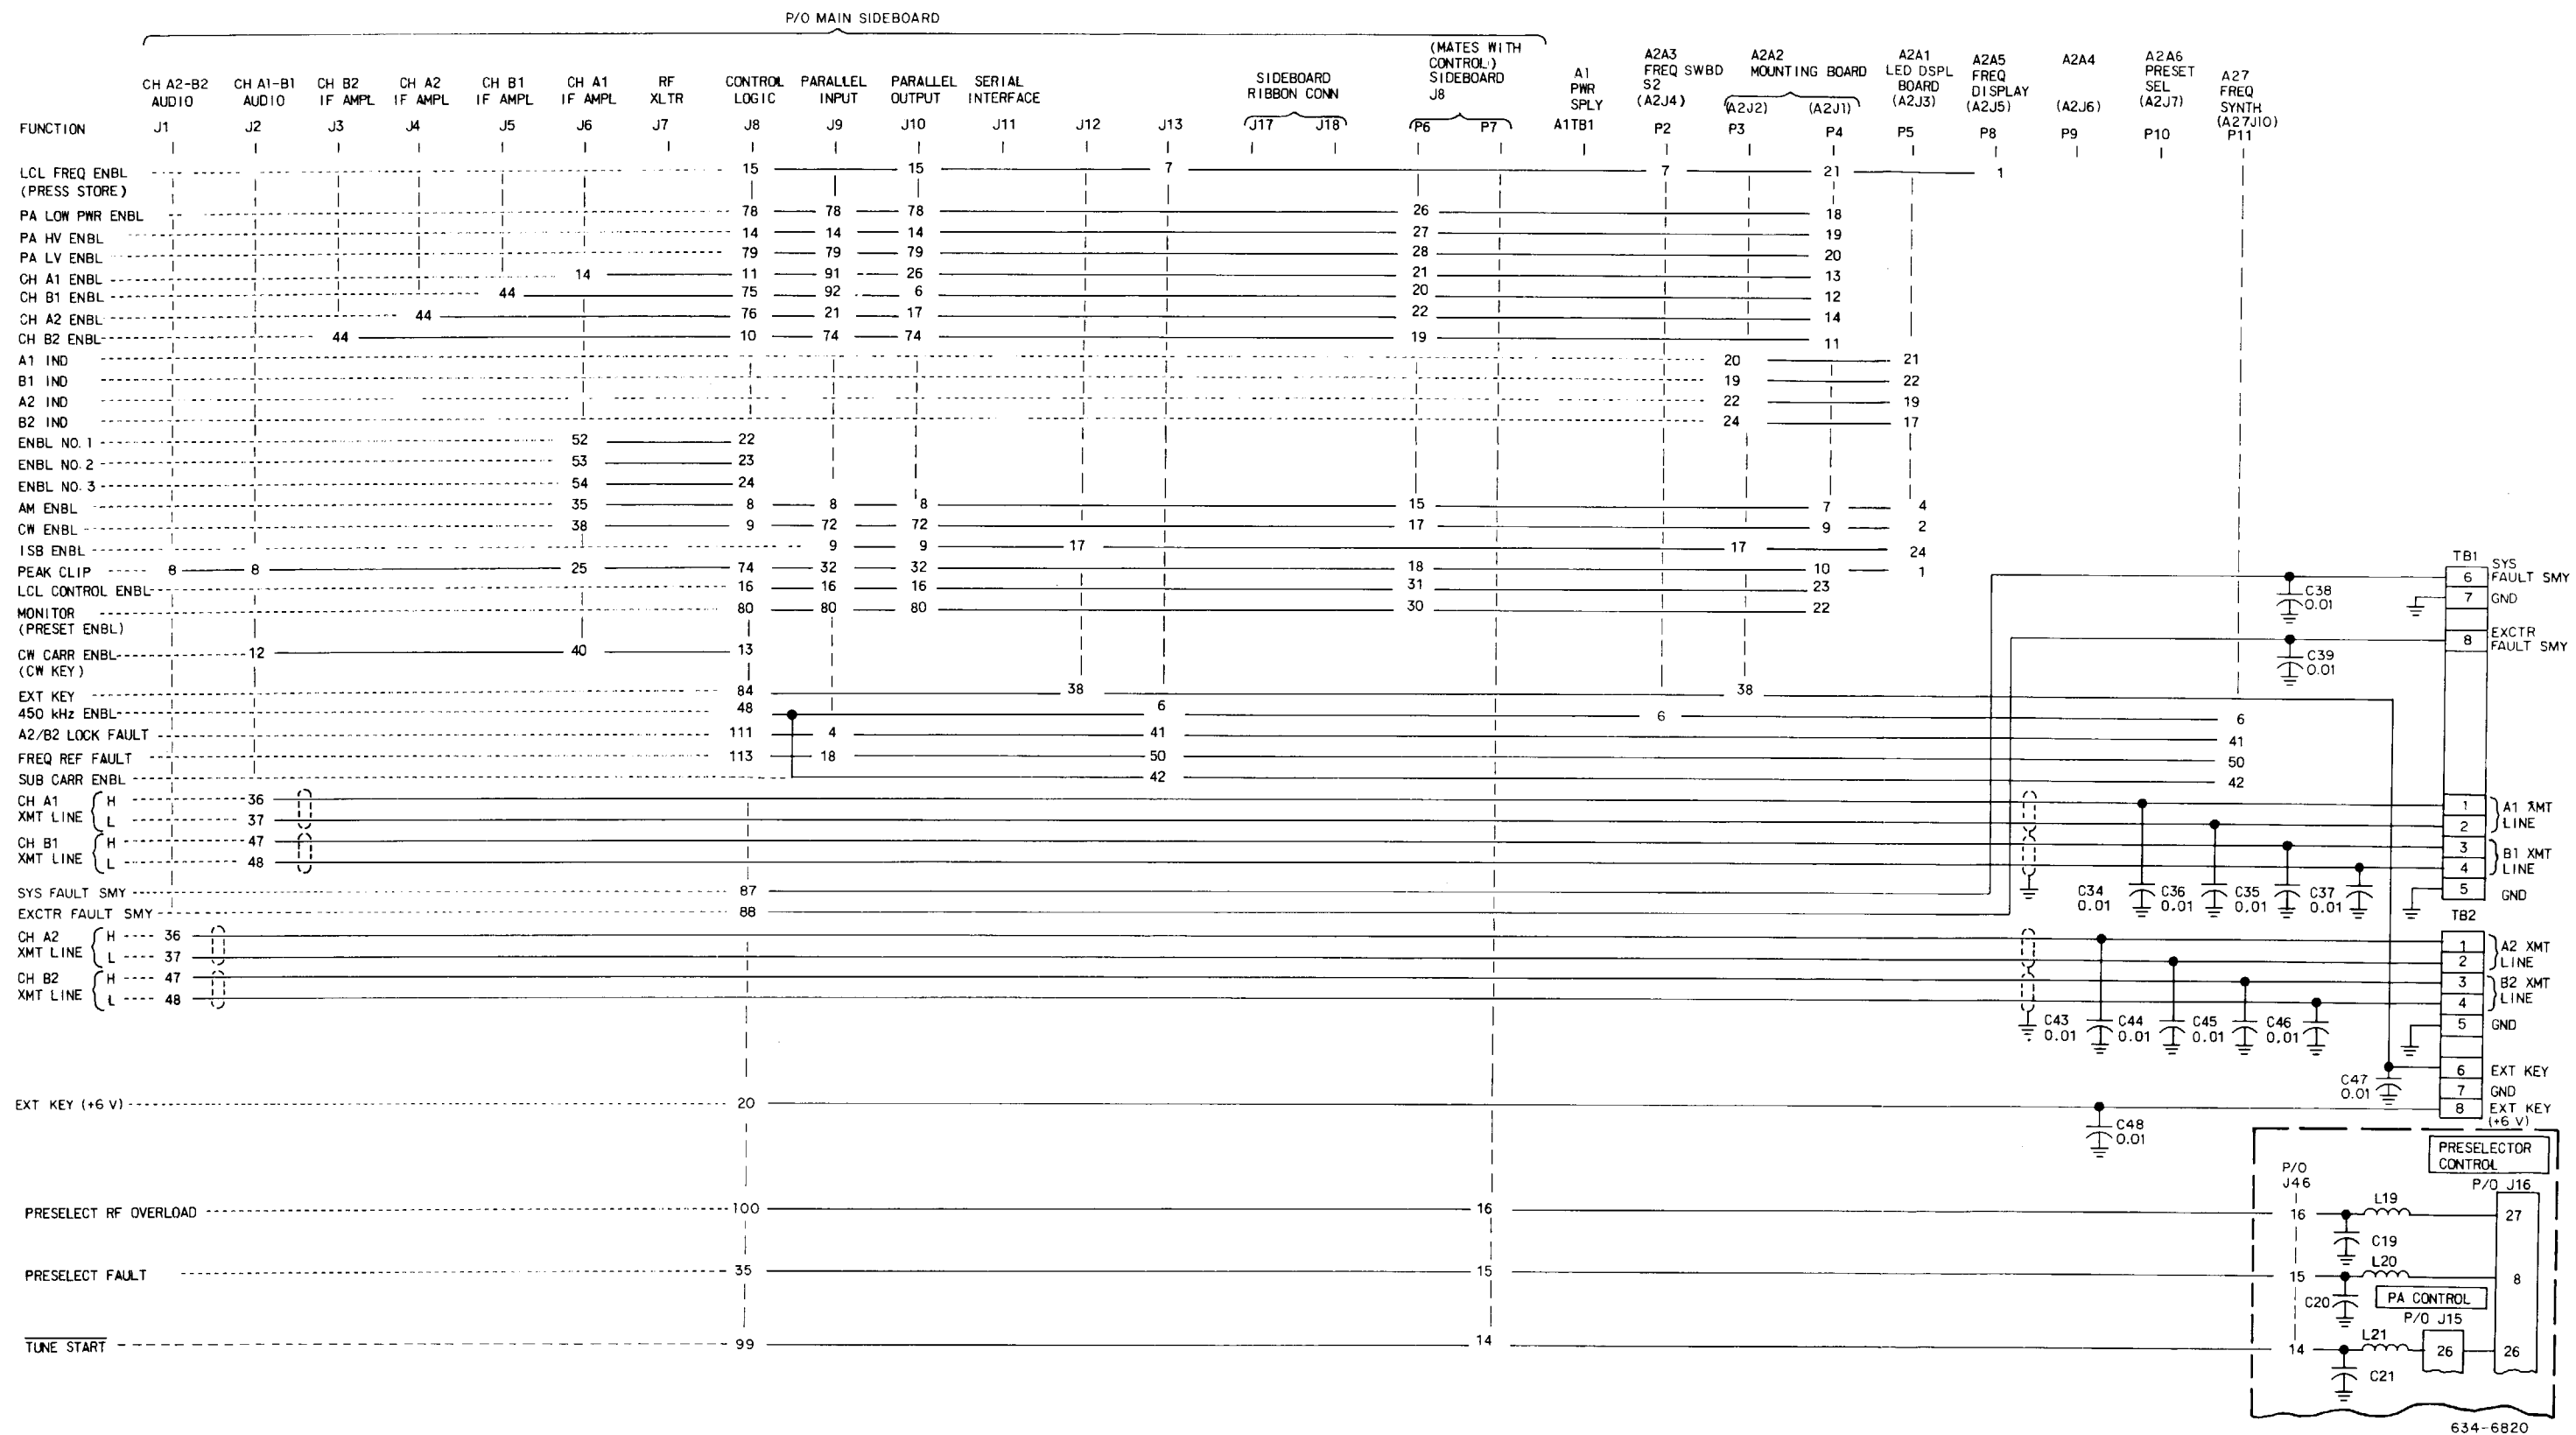 P/O MAIN SIDEBOARD
FUNCTION
CH A2-B2 AUDIO J1
CH A1-B1 AUDIO J2
CH B2 IF AMPL J3
CH A2 IF AMPL J4
CH B1 IF AMPL J5
CH A1 IF AMPL J6
RF XLTR J7
CONTROL LOGIC J8
PARALLEL INPUT J9
PARALLEL OUTPUT J10
SERIAL INTERFACE J11
J12
J13
SIDEBOARD RIBBON CONN
J17 J18
(MATES WITH CONTROL) SIDEBOARD J8
P6 P7
A1 PWR SPLY A1TB1
A2A3 FREQ SWBD S2 (A2J4) P2
A2A2 MOUNTING BOARD
(A2J2) P3
(A2J1) P4
A2A1 LED DSPL BOARD (A2J3) P5
A2A5 FREQ DISPLAY (A2J5) P8
A2A4 (A2J6) P9
A2A6 PRESET SEL (A2J7) P10
A27 FREQ SYNTH (A27J10) P11
LCL FREQ ENBL 15 15 7 7 21 1
(PRESS STORE)
PA LOW PWR ENBL 78 78 78 26 18
PA HV ENBL 14 14 14 27 19
PA LV ENBL 79 79 79 28 20
CH A1 ENBL 14 11 91 26 21 13
CH B1 ENBL 44 75 92 6 20 12
CH A2 ENBL 44 76 21 17 22 14
CH B2 ENBL 44 10 74 74 19 11
A1 IND 20 21
B1 IND 19 22
A2 IND 22 19
B2 IND 24 17
ENBL NO. 1 52 22
ENBL NO. 2 53 23
ENBL NO. 3 54 24
AM ENBL 35 8 8 8 15 7 4
CW ENBL 38 9 72 72 17 9 2
ISB ENBL 9 9 17 17 24
PEAK CLIP 8 8 25 74 32 32 18 10 1
LCL CONTROL ENBL 16 16 16 31 23
MONITOR 80 80 80 30 22
(PRESET ENBL)
CW CARR ENBL 12 40 13
(CW KEY)
EXT KEY 84 38 38
450 kHz ENBL 48 6 6 6
A2/B2 LOCK FAULT 111 4 41 41
FREQ REF FAULT 113 18 50 50
SUB CARR ENBL 42 42
CH A1 XMT LINE H 36
L 37
CH B1 XMT LINE H 47
L 48
SYS FAULT SMY 87
EXCTR FAULT SMY 88
CH A2 XMT LINE H 36
L 37
CH B2 XMT LINE H 47
L 48
EXT KEY (+6 V) 20
PRESELECT RF OVERLOAD 100 16
PRESELECT FAULT 35 15
TUNE START 99 14
TB1
6 SYS FAULT SMY
7 GND
8 EXCTR FAULT SMY
C38 0.01
C39 0.01
1
2
A1 XMT LINE
3
4
B1 XMT LINE
5 GND
C34 0.01
C36 0.01
C35 0.01
C37 0.01
TB2
1
2
A2 XMT LINE
3
4
B2 XMT LINE
5 GND
6 EXT KEY
7 GND
8 EXT KEY (+6 V)
C43 0.01
C44 0.01
C45 0.01
C46 0.01
C47 0.01
C48 0.01
PRESELECTOR CONTROL
P/O J46
P/O J16
16 L19 27
C19
15 L20 8
C20
PA CONTROL
P/O J15
14 L21 26 26
C21
634-6820